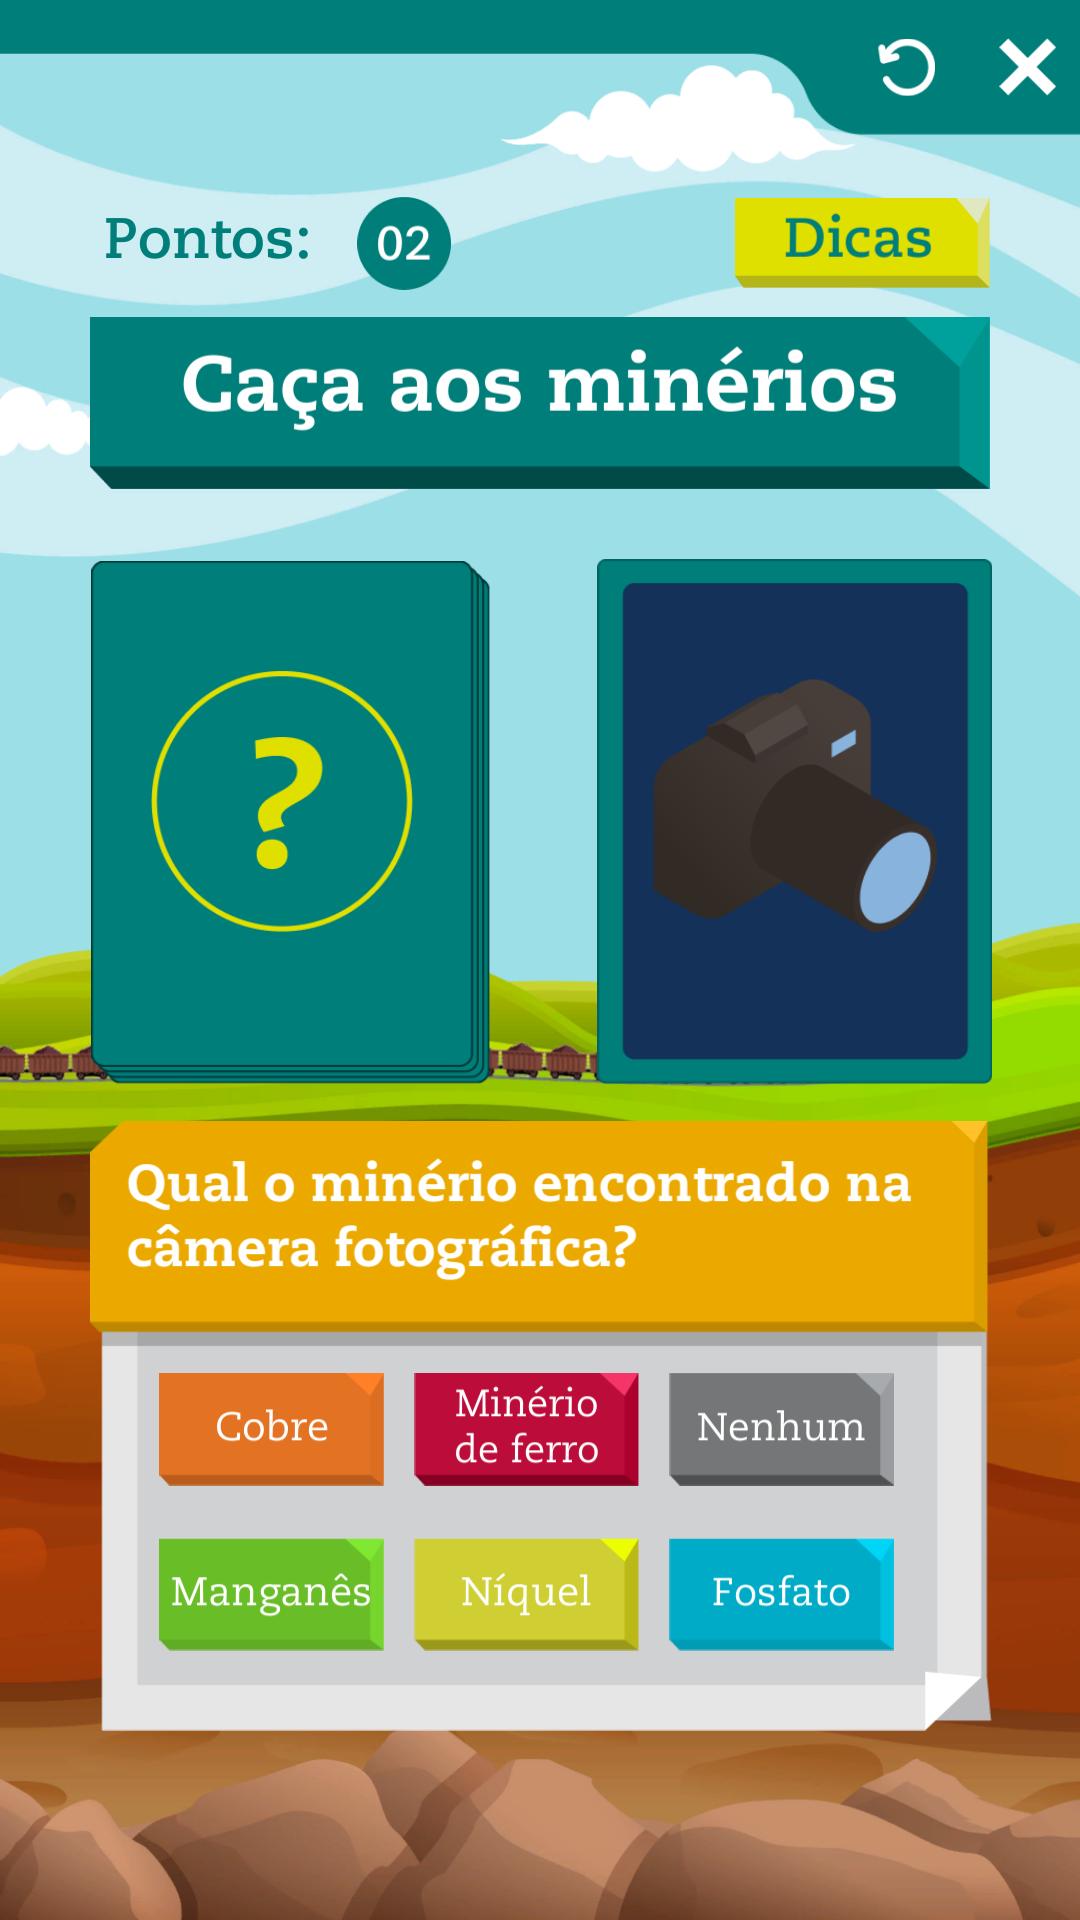 Pontos: 02
Dicas
Caça aos minérios
?
Qual o minério encontrado na
câmera fotográfica?
Cobre
Minério
de ferro
Nenhum
Manganês
Níquel
Fosfato